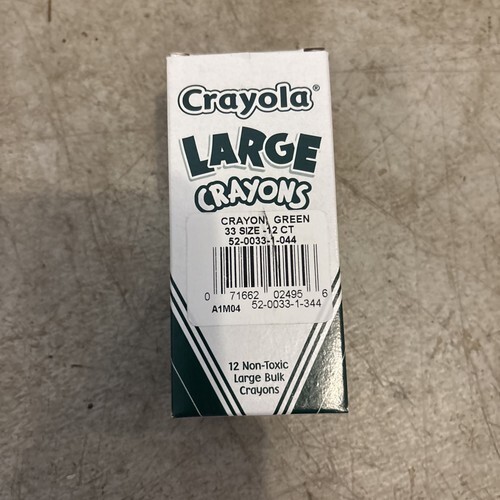 Crayola®
LARGE
CRAYONS
CRAYON, GREEN
33 SIZE -12 CT
52-0033-1-044
0 71662 02495 6
A1M04 52-0033-1-344
12 Non-Toxic
Large Bulk
Crayons